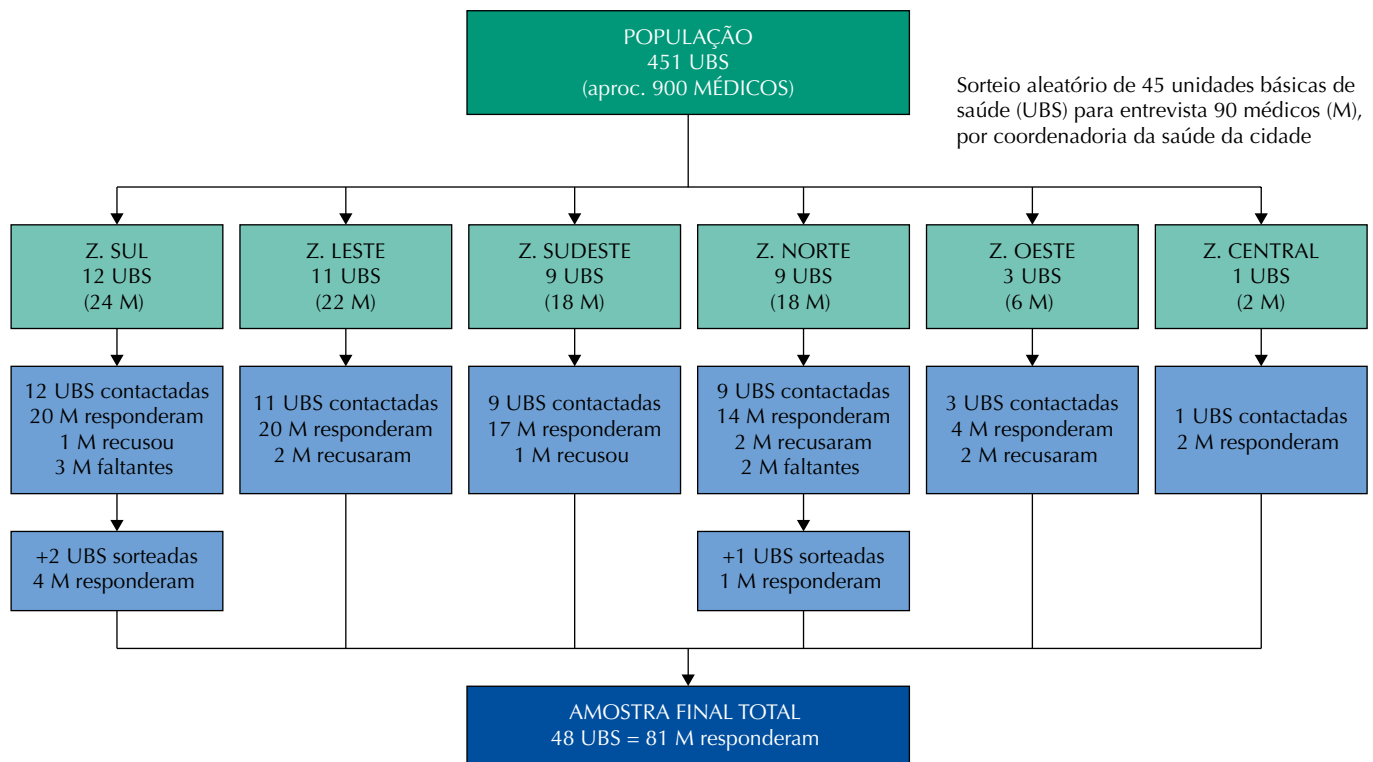 POPULAÇÃO
451 UBS
(aproc. 900 MÉDICOS)
Sorteio aleatório de 45 unidades básicas de
saúde (UBS) para entrevista 90 médicos (M),
por coordenadoria da saúde da cidade
Z. SUL
12 UBS
(24 M)
Z. LESTE
11 UBS
(22 M)
Z. SUDESTE
9 UBS
(18 M)
Z. NORTE
9 UBS
(18 M)
Z. OESTE
3 UBS
(6 M)
Z. CENTRAL
1 UBS
(2 M)
12 UBS contactadas
20 M responderam
1 M recusou
3 M faltantes
11 UBS contactadas
20 M responderam
2 M recusaram
9 UBS contactadas
17 M responderam
1 M recusou
9 UBS contactadas
14 M responderam
2 M recusaram
2 M faltantes
3 UBS contactadas
4 M responderam
2 M recusaram
1 UBS contactadas
2 M responderam
+2 UBS sorteadas
4 M responderam
+1 UBS sorteadas
1 M responderam
AMOSTRA FINAL TOTAL
48 UBS = 81 M responderam